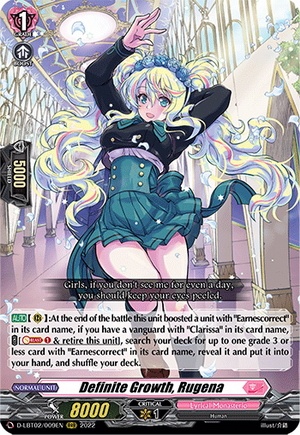 1
GRADE
BOOST
5000
SHIELD
Girls, if you don't see me for even a day,
you should keep your eyes peeled.
AUTO [R]:At the end of the battle this unit boosted a unit with "Earnescorrect"
in its card name, if you have a vanguard with "Clarissa" in its card name,
& retire this unit], search your deck for up to one grade 3 or
less card with "Earnescorrect" in its card name, reveal it and put it into
your hand, and shuffle your deck.
NORMAL UNIT
Definite Growth, Rugena
Lyrical Monasterio
Human
POWER 8000
CRITICAL
1
D-LBT02-009EN RRR 2022
illust/